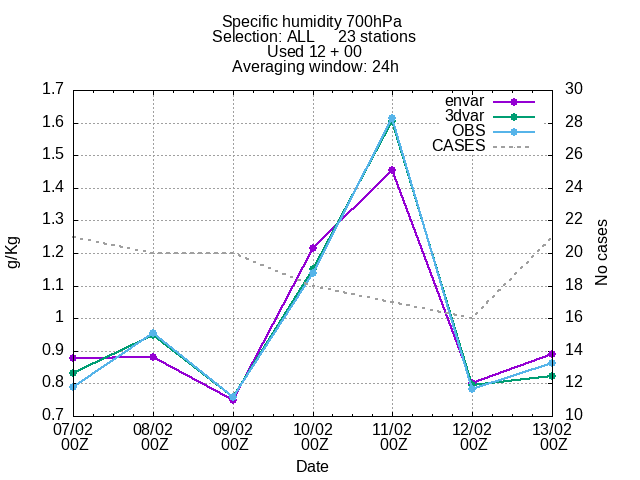 Specific humidity 700hPa
Selection: ALL 23 stations
Used 12 + 00
Averaging window: 24h
envar
3dvar
OBS
CASES
g/Kg
1.7
1.6
1.5
1.4
1.3
1.2
1.1
1
0.9
0.8
0.7
30
28
26
24
22
20
18
16
14
12
10
No cases
07/02 08/02 09/02 10/02 11/02 12/02 13/02
00Z 00Z 00Z 00Z 00Z 00Z 00Z
Date